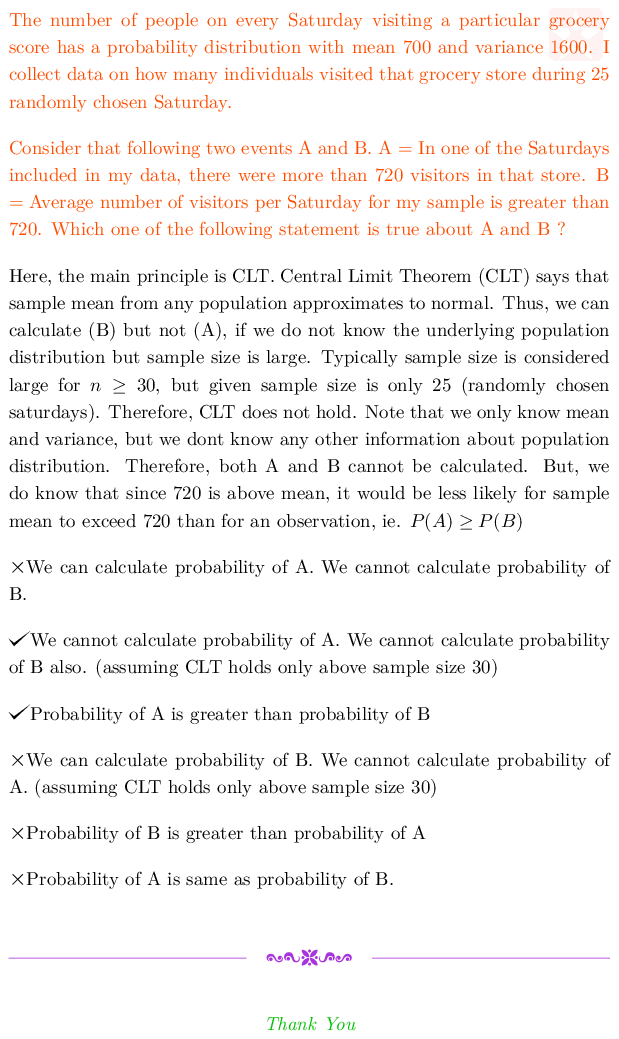 The number of people on every Saturday visiting a particular grocery
score has a probability distribution with mean 700 and variance 1600. I
collect data on how many individuals visited that grocery store during 25
randomly chosen Saturday.
Consider that following two events A and B. A = In one of the Saturdays
included in my data, there were more than 720 visitors in that store. B
= Average number of visitors per Saturday for my sample is greater than
720. Which one of the following statement is true about A and B ?
Here, the main principle is CLT. Central Limit Theorem (CLT) says that
sample mean from any population approximates to normal. Thus, we can
calculate (B) but not (A), if we do not know the underlying population
distribution but sample size is large. Typically sample size is considered
large for n ≥ 30, but given sample size is only 25 (randomly chosen
saturdays). Therefore, CLT does not hold. Note that we only know mean
and variance, but we dont know any other information about population
distribution. Therefore, both A and B cannot be calculated. But, we
do know that since 720 is above mean, it would be less likely for sample
mean to exceed 720 than for an observation, ie. P(A) ≥ P(B)
×We can calculate probability of A. We cannot calculate probability of
B.
✓We cannot calculate probability of A. We cannot calculate probability
of B also. (assuming CLT holds only above sample size 30)
✓Probability of A is greater than probability of B
×We can calculate probability of B. We cannot calculate probability of
A. (assuming CLT holds only above sample size 30)
×Probability of B is greater than probability of A
×Probability of A is same as probability of B.
Thank You